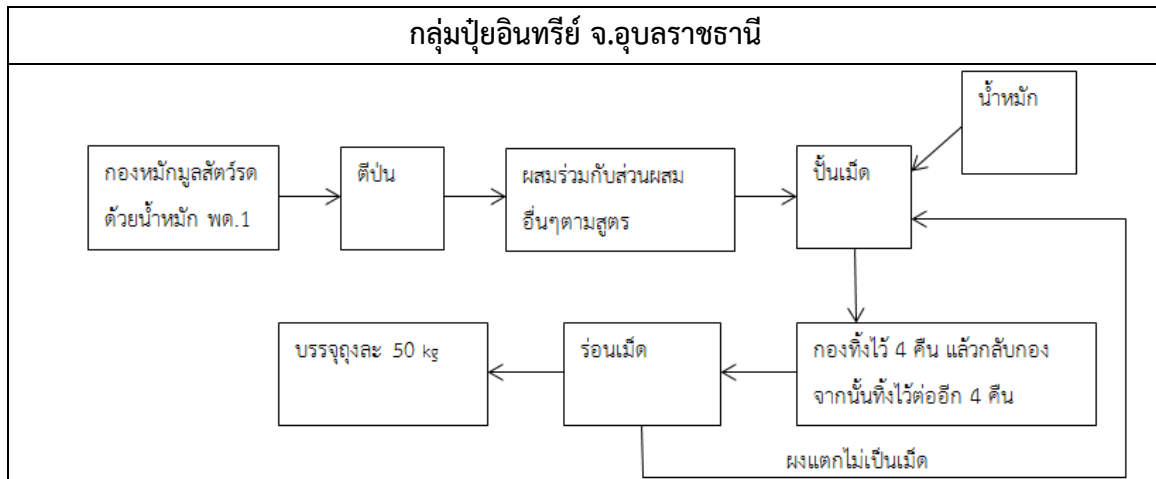 กลุ่มปุ๋ยอินทรีย์ จ.อุบลราชธานี
น้ำหมัก
กองหมักมูลสัตว์รด
ด้วยน้ำหมัก พด.1
ตีป่น
ผสมร่วมกับส่วนผสม
อื่นๆตามสูตร
ปั้นเม็ด
บรรจุถุงละ 50 kg
ร่อนเม็ด
กองทิ้งไว้ 4 คืน แล้วกลับกอง
จากนั้นทิ้งไว้ต่ออีก 4 คืน
ผงแตกไม่เป็นเม็ด